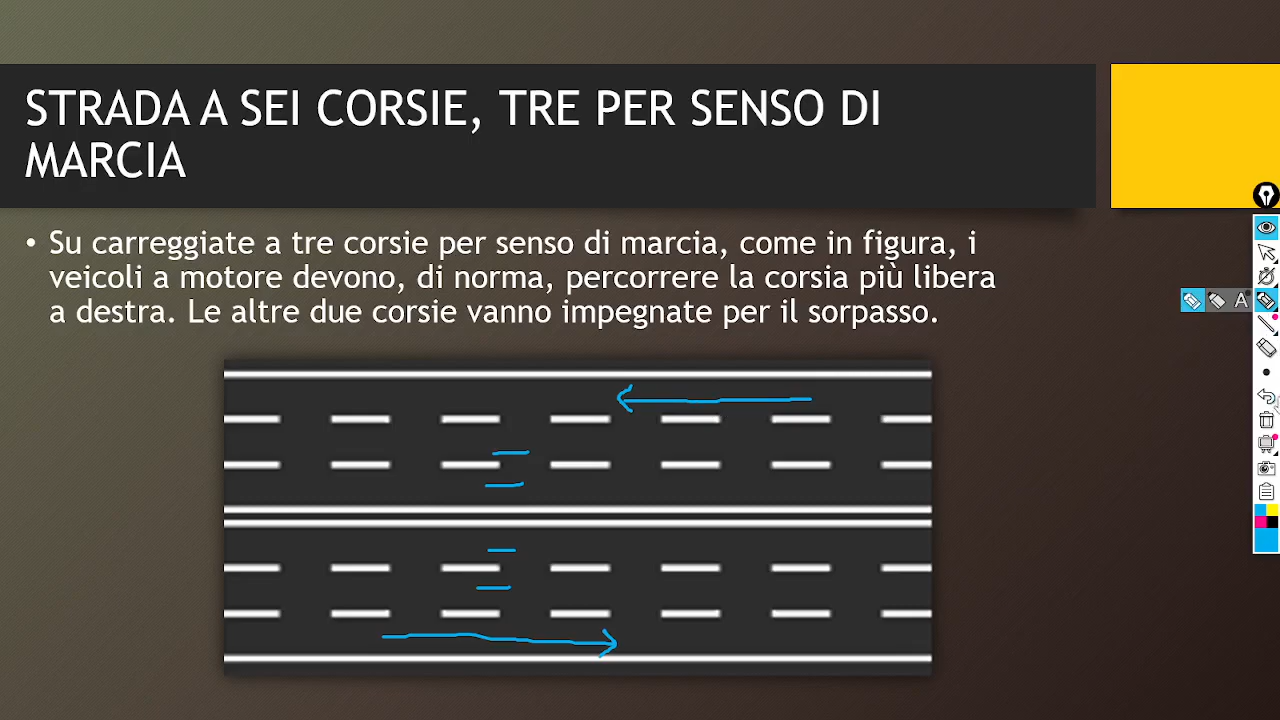 STRADA A SEI CORSIE, TRE PER SENSO DI
MARCIA
• Su carreggiate a tre corsie per senso di marcia, come in figura, i
veicoli a motore devono, di norma, percorrere la corsia più libera
a destra. Le altre due corsie vanno impegnate per il sorpasso.
A